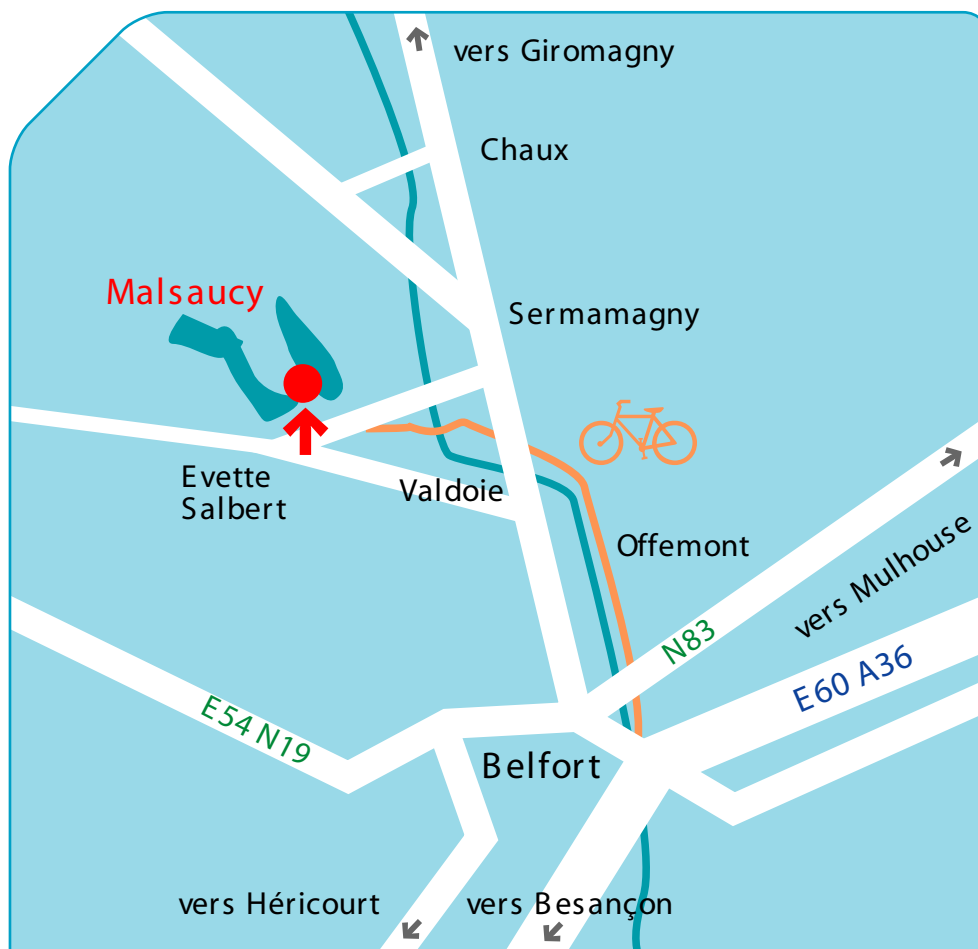 vers Giromagny
Chaux
Malsaucy
Sermamagny
Evette
Salbert
Valdoie
Offemont
vers Mulhouse
N83
E60 A36
E54 N19
Belfort
vers Héricourt
vers Besançon